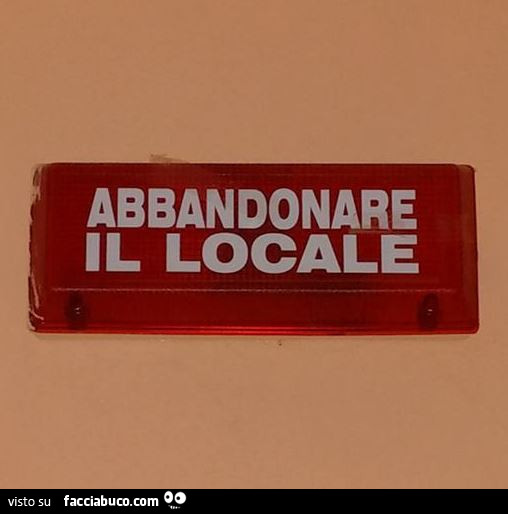 ABBANDONARE
IL LOCALE
visto su facciabuco.com